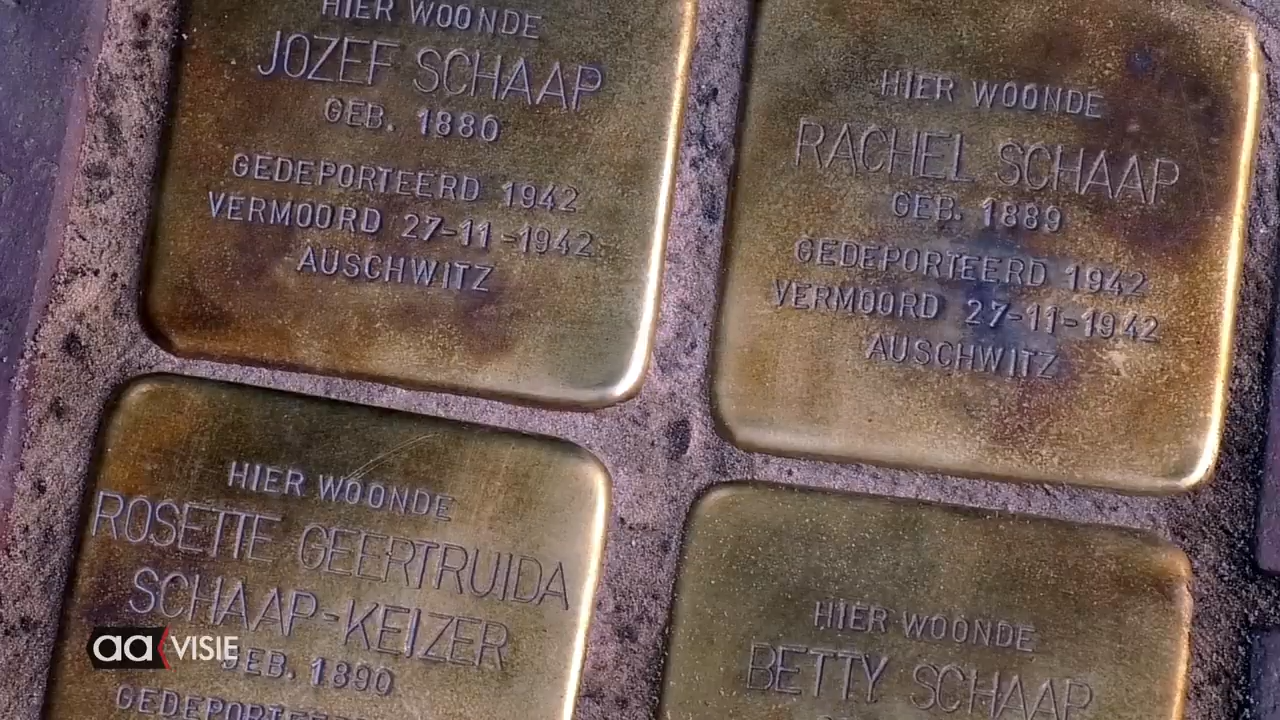 HIER WOONDE
JOZEF SCHAAP
GEB. 1880
GEDEPORTEERD 1942
VERMOORD 27-11-1942
AUSCHWITZ
HIER WOONDE
RACHEL SCHAAP
GEB. 1889
GEDEPORTEERD 1942
VERMOORD 27-11-1942
AUSCHWITZ
HIER WOONDE
ROSETTE GEERTRUIDA
SCHAAP-KEIZER
GEB. 1890
GEDEPORTEERD
HIER WOONDE
BETTY SCHAAP
aa VISIE